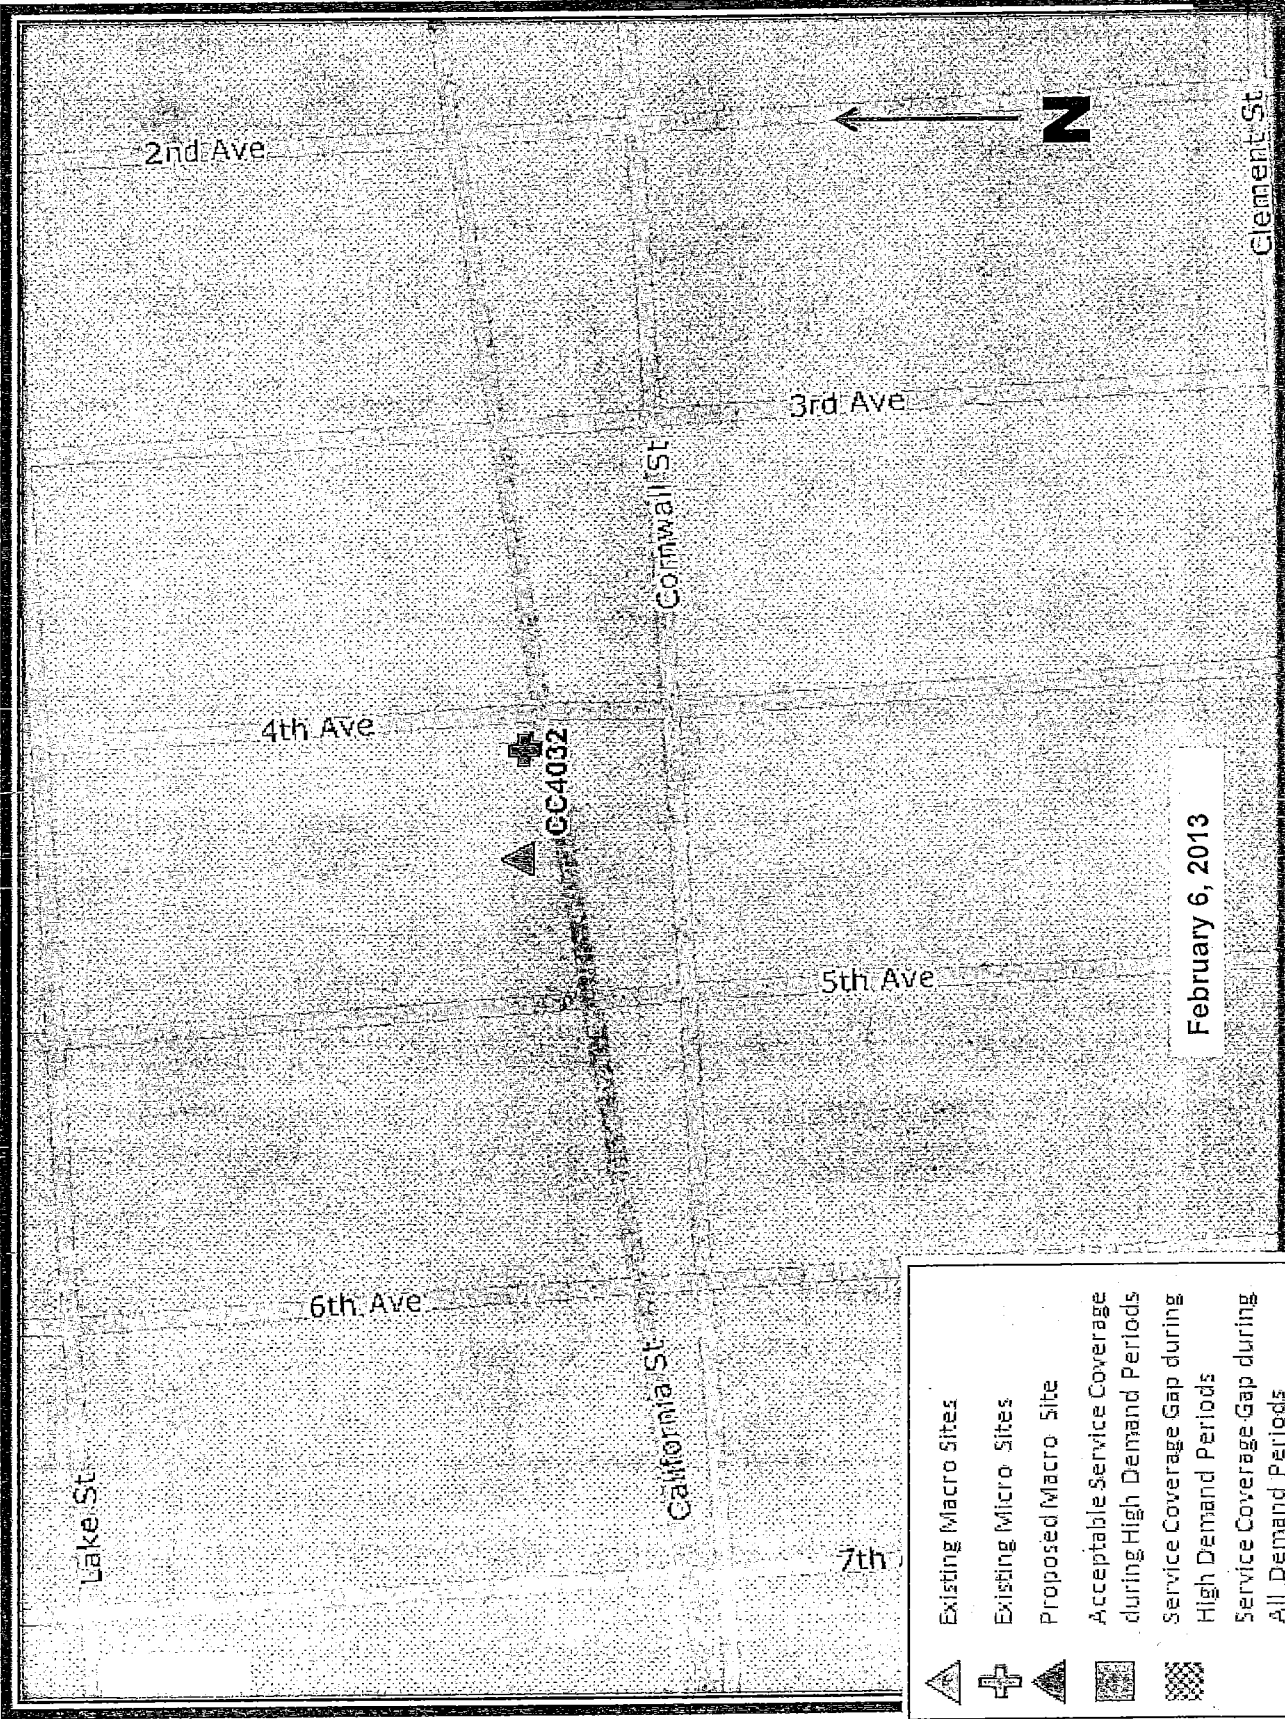 2nd Ave
3rd Ave
4th Ave
5th Ave
6th Ave
7th
Lake St
California St
Cornwall St
Clement St
CC4032
N
February 6, 2013
Existing Macro Sites
Existing Micro Sites
Proposed Macro Site
Acceptable Service Coverage
during High Demand Periods
Service Coverage Gap during
High Demand Periods
Service Coverage Gap during
All Demand Periods